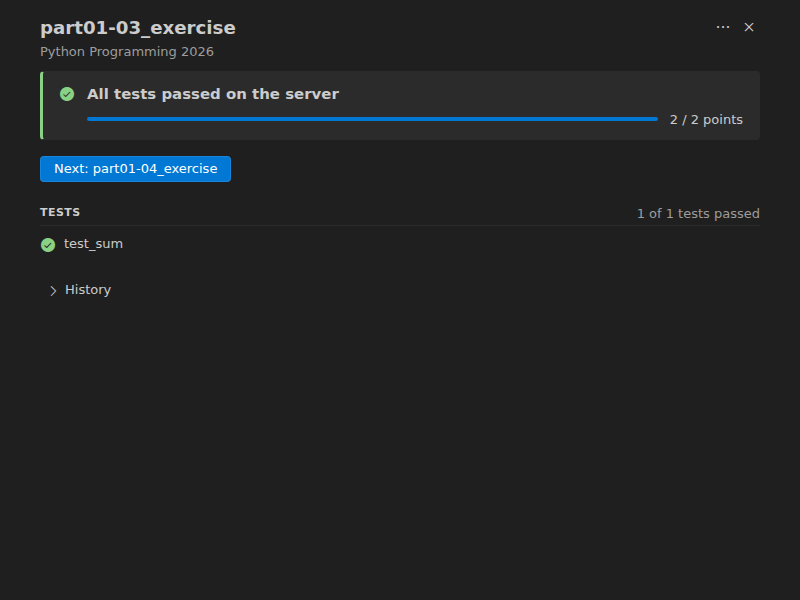 part01-03_exercise
Python Programming 2026
All tests passed on the server
2 / 2 points
Next: part01-04_exercise
TESTS
1 of 1 tests passed
test_sum
History